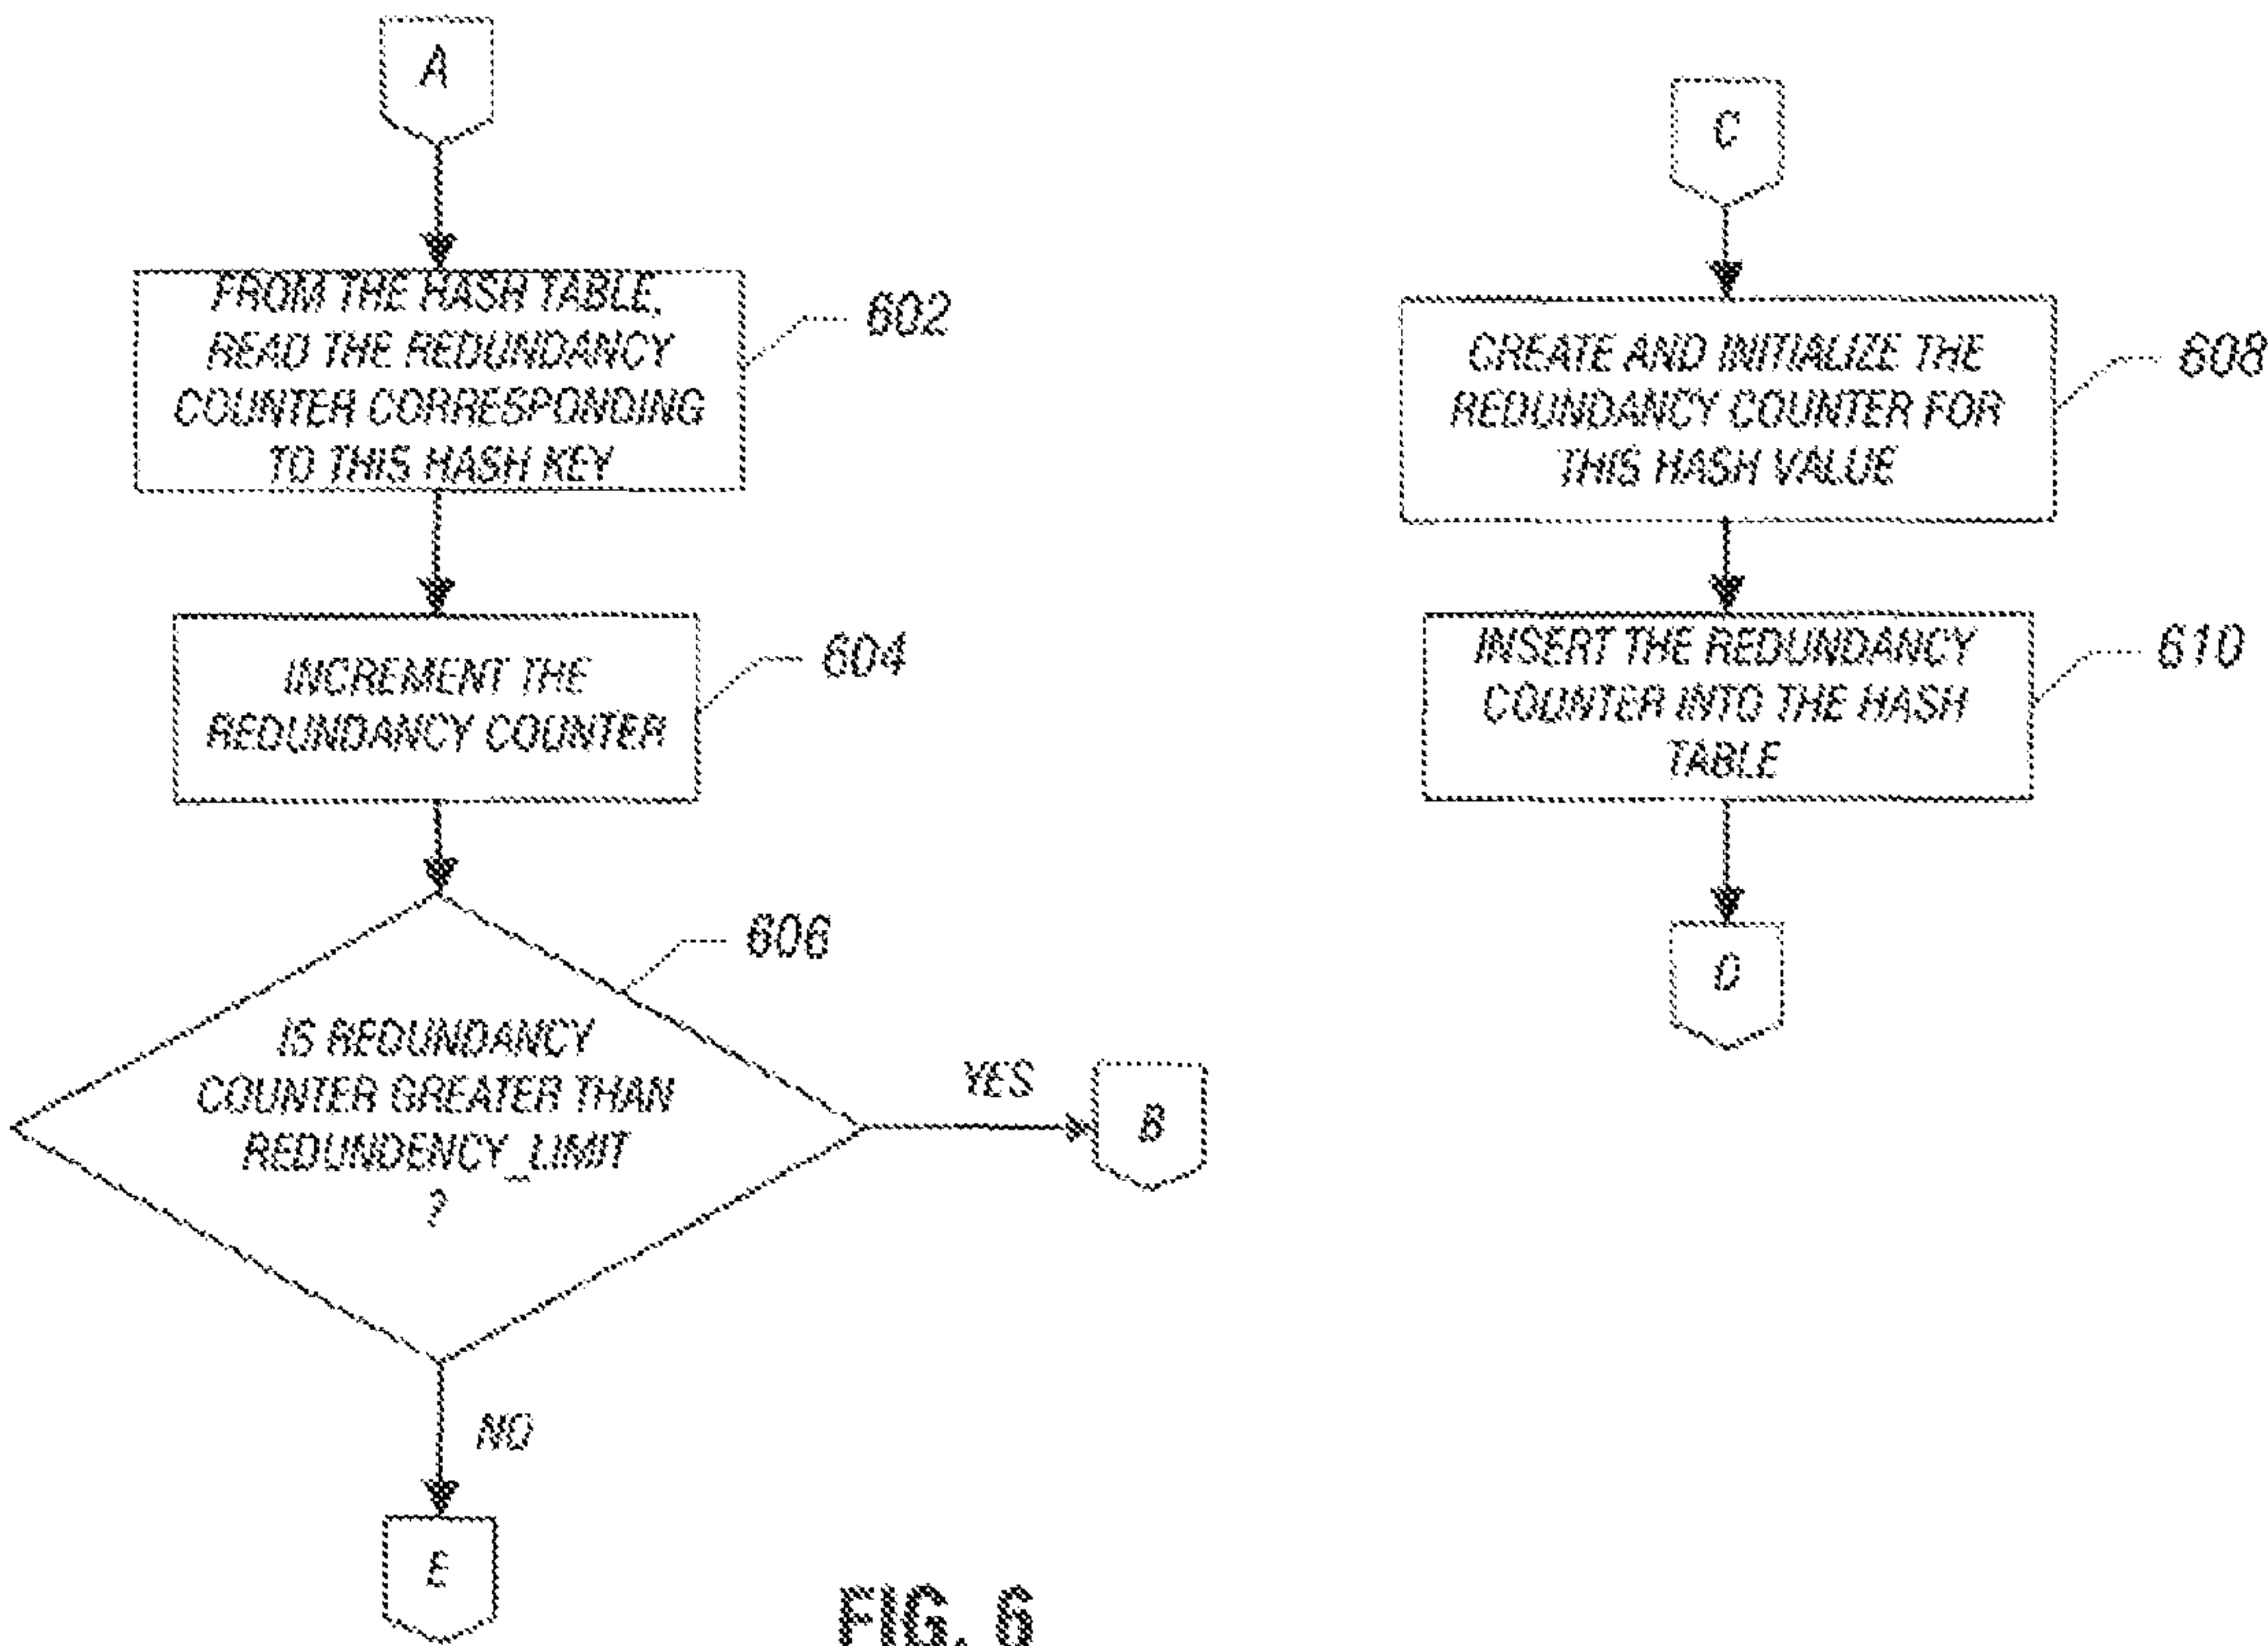 A
FROM THE HASH TABLE,
READ THE REDUNDANCY
COUNTER CORRESPONDING
TO THIS HASH KEY
602
INCREMENT THE
REDUNDANCY COUNTER
604
606
IS REDUNDANCY
COUNTER GREATER THAN
REDUNDENCY_LIMIT
?
YES
B
NO
E
C
CREATE AND INITIALIZE THE
REDUNDANCY COUNTER FOR
THIS HASH VALUE
608
INSERT THE REDUNDANCY
COUNTER INTO THE HASH
TABLE
610
D
FIG. 6